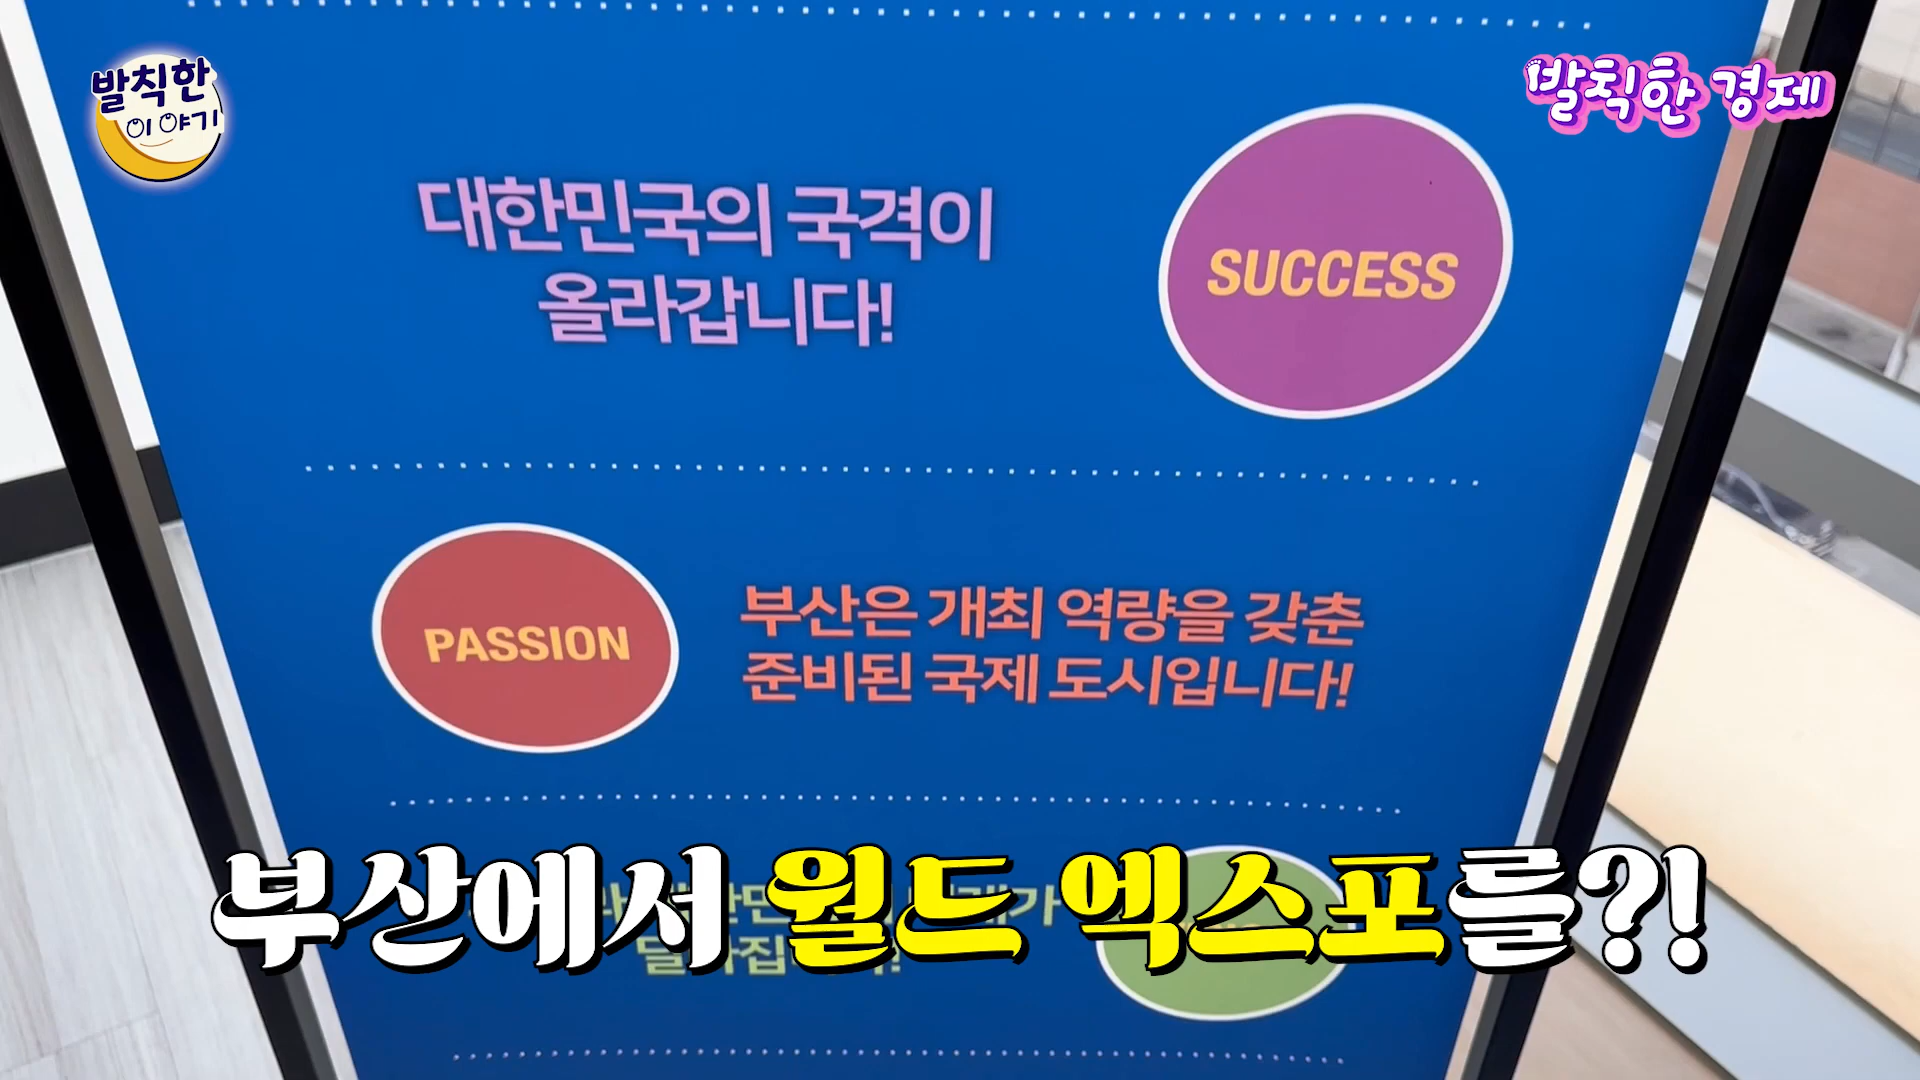 발칙한
이야기
발칙한 경제
대한민국의 국격이
올라갑니다!
SUCCESS
PASSION
부산은 개최 역량을 갖춘
준비된 국제 도시입니다!
부산에서 월드 엑스포를?!